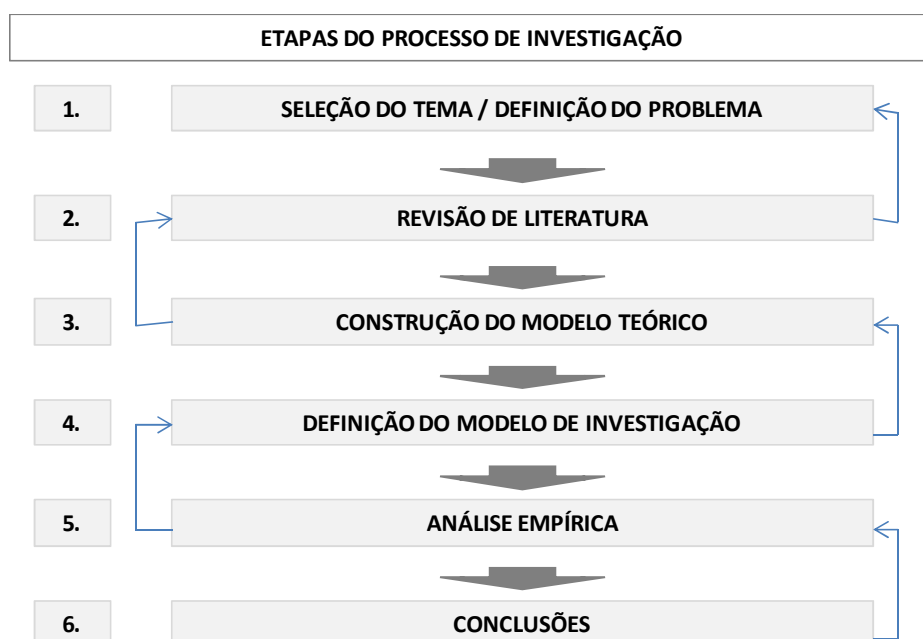 ETAPAS DO PROCESSO DE INVESTIGAÇÃO
1. SELEÇÃO DO TEMA / DEFINIÇÃO DO PROBLEMA
2. REVISÃO DE LITERATURA
3. CONSTRUÇÃO DO MODELO TEÓRICO
4. DEFINIÇÃO DO MODELO DE INVESTIGAÇÃO
5. ANÁLISE EMPÍRICA
6. CONCLUSÕES